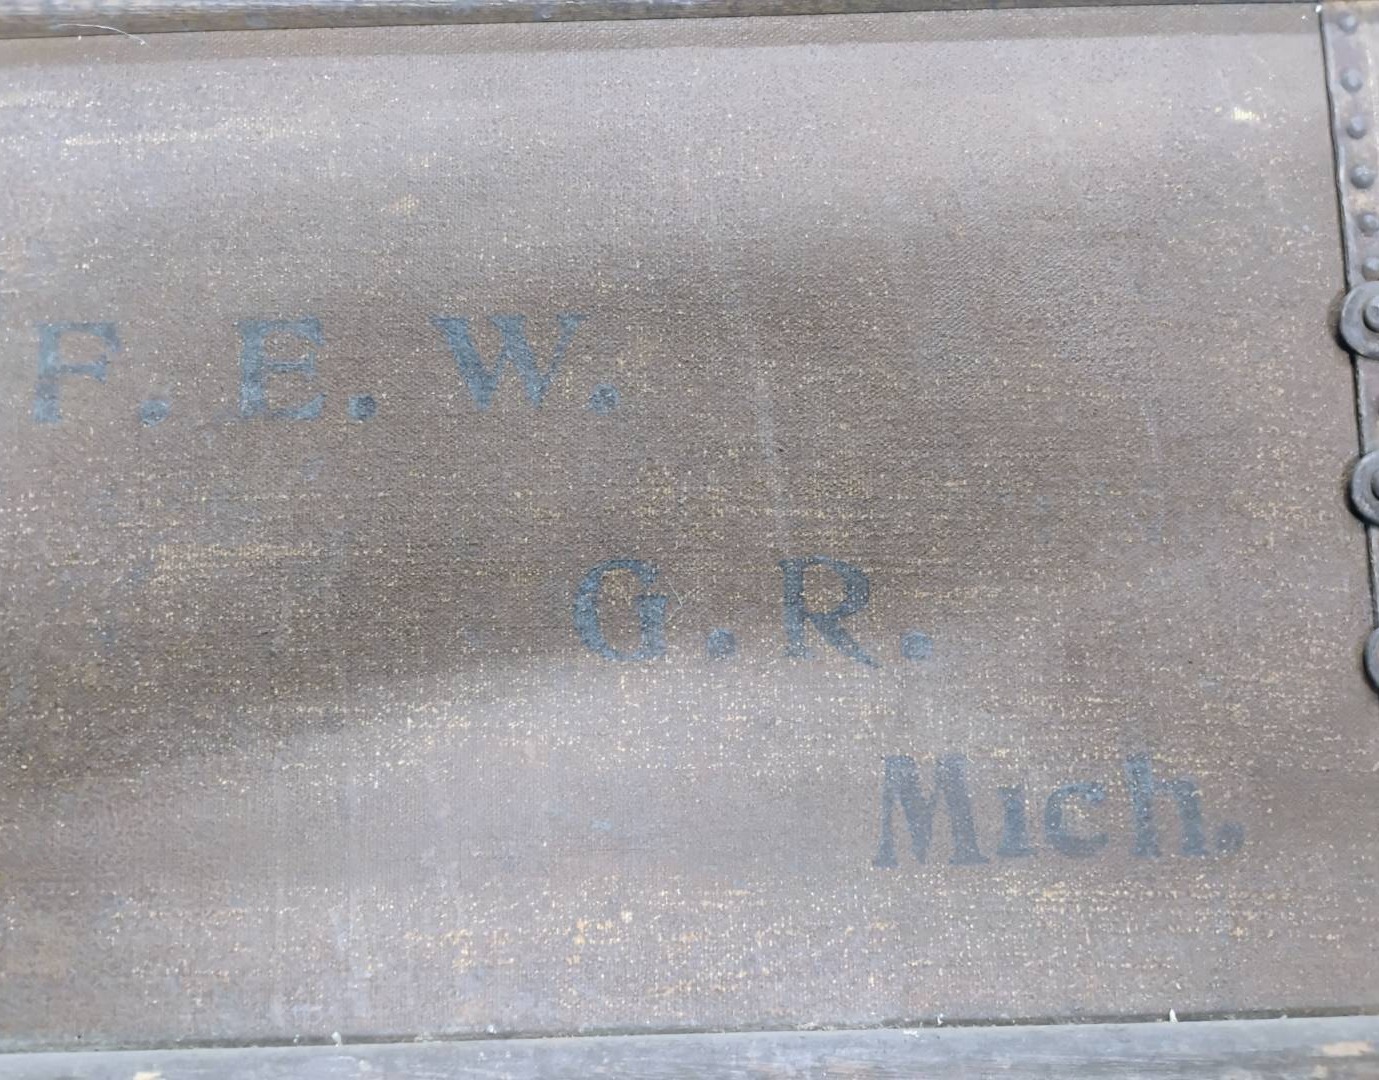 F. E. W.
G. R.
Mich.